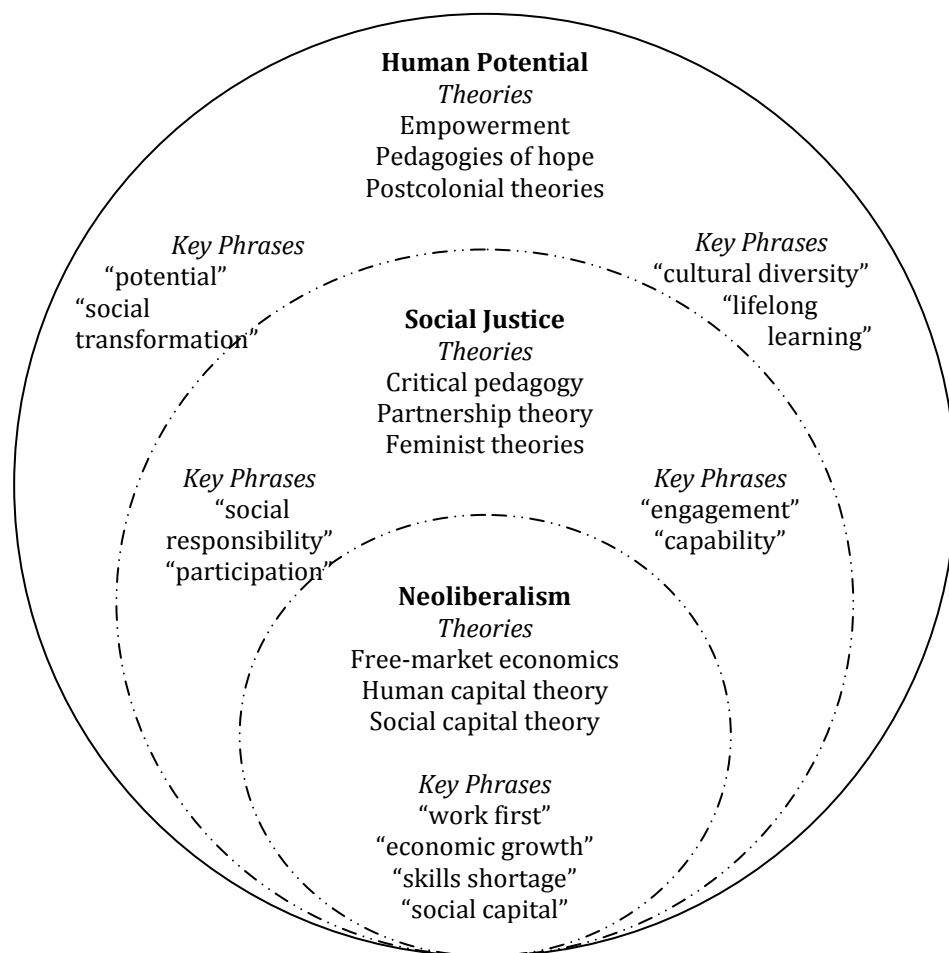 Human Potential
Theories
Empowerment
Pedagogies of hope
Postcolonial theories
Key Phrases
“potential”
“social
transformation”
Key Phrases
“cultural diversity”
“lifelong
learning”
Social Justice
Theories
Critical pedagogy
Partnership theory
Feminist theories
Key Phrases
“social
responsibility”
“participation”
Key Phrases
“engagement”
“capability”
Neoliberalism
Theories
Free-market economics
Human capital theory
Social capital theory
Key Phrases
“work first”
“economic growth”
“skills shortage”
“social capital”